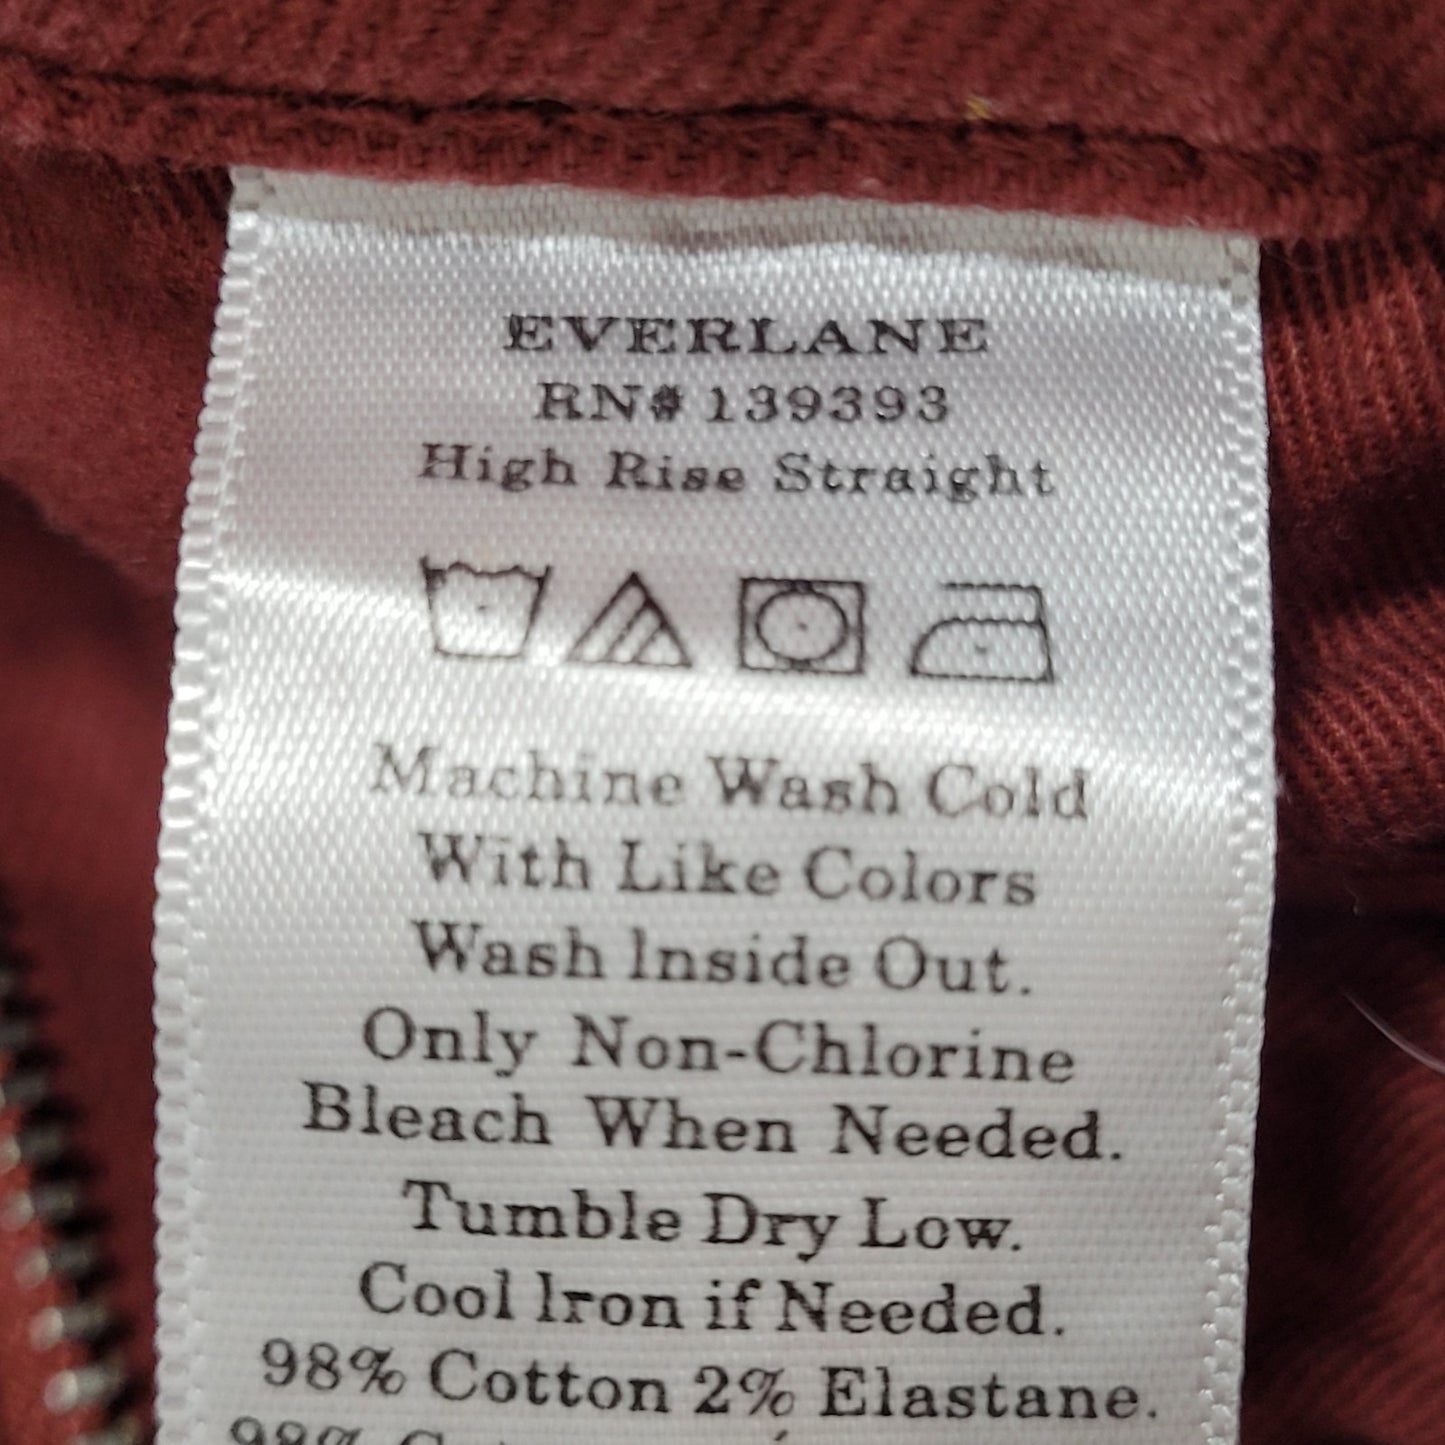 EVERLANE
RN# 139393
High Rise Straight
Machine Wash Cold
With Like Colors
Wash Inside Out.
Only Non-Chlorine
Bleach When Needed.
Tumble Dry Low.
Cool Iron if Needed.
98% Cotton 2% Elastane.
98%